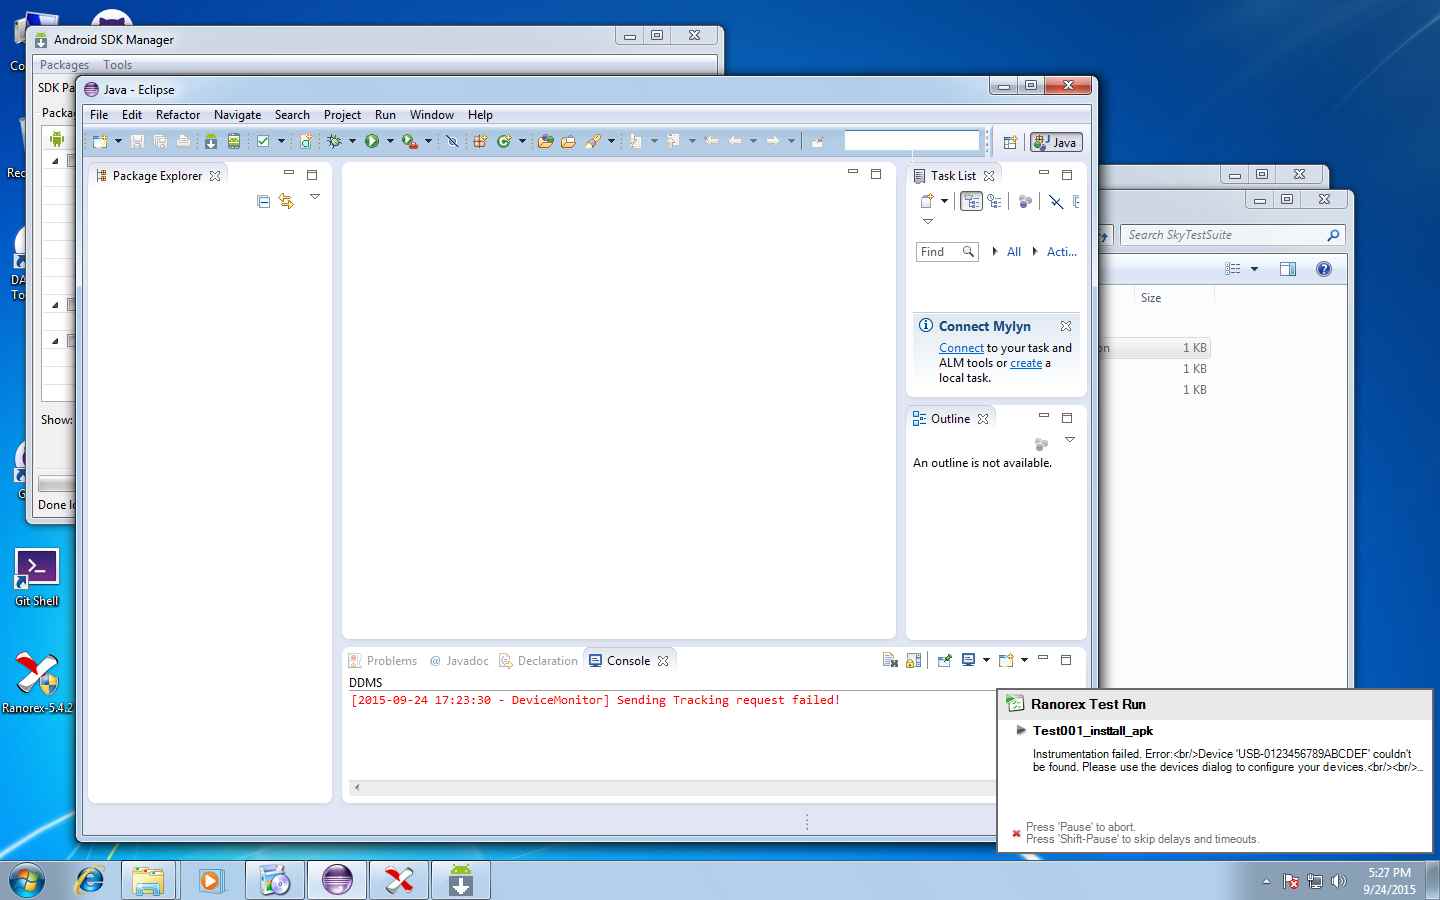 Android SDK Manager
Packages Tools
SDK Pa
Packa
Show:
Done lo
Java - Eclipse
File Edit Refactor Navigate Search Project Run Window Help
Java
Package Explorer
Task List
Find All Acti...
Connect Mylyn
Connect to your task and
ALM tools or create a
local task.
Outline
An outline is not available.
Problems Javadoc Declaration Console
DDMS
[2015-09-24 17:23:30 - DeviceMonitor] Sending Tracking request failed!
Search SkyTestSuite
Size
on 1 KB
1 KB
1 KB
Co
Rec
DA
To
G
Git Shell
Ranorex-5.4.2
Ranorex Test Run
Test001_insttall_apk
Instrumentation failed. Error:<br/>Device 'USB-0123456789ABCDEF' couldn't
be found. Please use the devices dialog to configure your devices.<br/><br/>...
Press 'Pause' to abort.
Press 'Shift-Pause' to skip delays and timeouts.
5:27 PM
9/24/2015